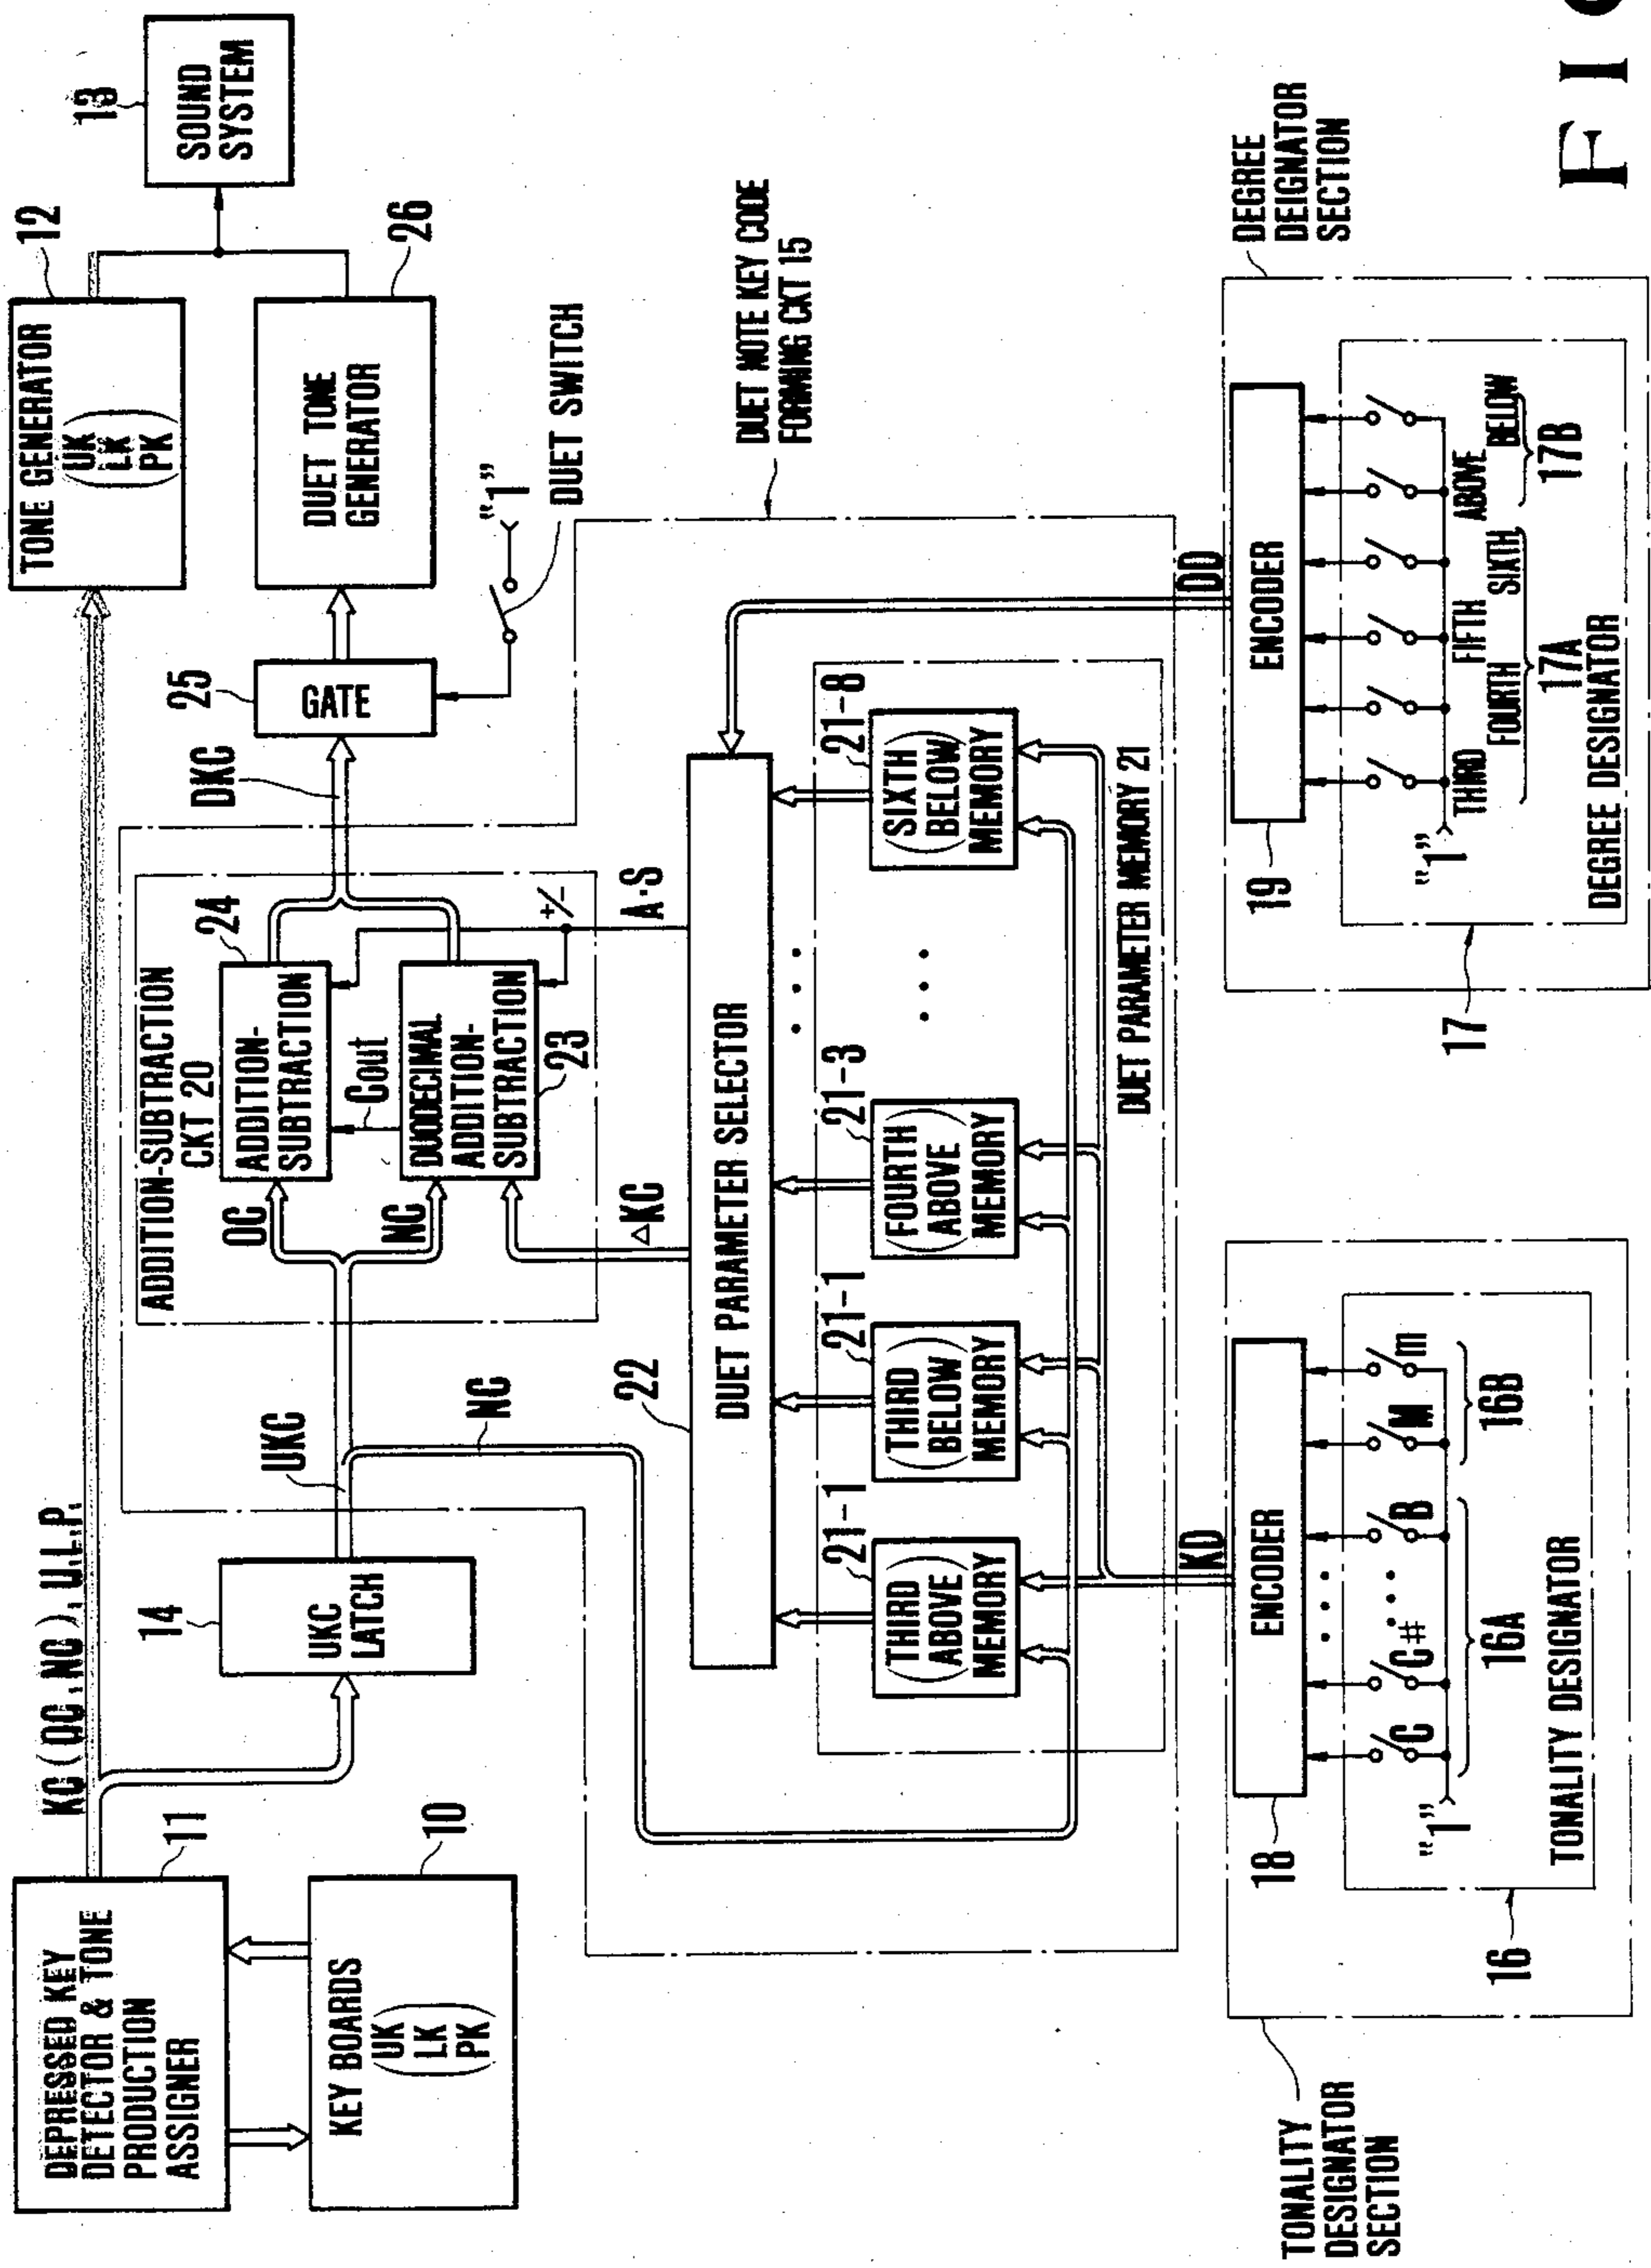 DEPRESSED KEY
DETECTOR & TONE
PRODUCTION
ASSIGNER
11
KEY BOARDS
UK
LK
PK
10
KC(OC,NC),U.L.P.
14
UKC
LATCH
UKC
NC
ADDITION-SUBTRACTION
CKT 20
OC
NC
24
ADDITION-
SUBTRACTION
Cout
DUODECIMAL
ADDITION-
SUBTRACTION
23
+/-
A·S
△KC
DKC
25
GATE
TONE GENERATOR
UK
LK
PK
12
SOUND
SYSTEM
13
DUET TONE
GENERATOR
26
"1"
DUET SWITCH
DUET NOTE KEY CODE
FORMING CKT 15
22
DUET PARAMETER SELECTOR
21-1
THIRD
ABOVE
MEMORY
21-1
THIRD
BELOW
MEMORY
21-3
FOURTH
ABOVE
MEMORY
21-8
SIXTH
BELOW
MEMORY
DUET PARAMETER MEMORY 21
KD
DD
TONALITY
DESIGNATOR
SECTION
18
ENCODER
C C# B M m
"1"
16A 16B
TONALITY DESIGNATOR
16
DEGREE
DEIGNATOR
SECTION
19
ENCODER
"1"
THIRD FOURTH FIFTH SIXTH ABOVE BELOW
17A 17B
DEGREE DESIGNATOR
17
FI